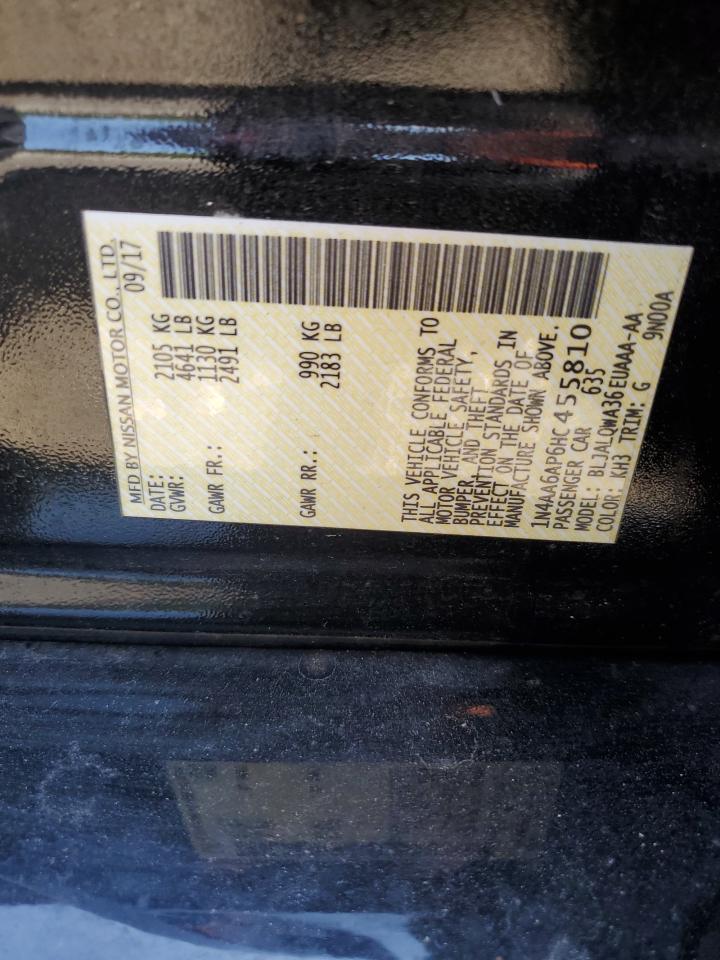 MFD BY NISSAN MOTOR CO., LTD.
DATE: 09/17
GVWR: 2105 KG
4641 LB
GAWR FR.: 1130 KG
2491 LB
GAWR RR.: 990 KG
2183 LB
THIS VEHICLE CONFORMS TO
ALL APPLICABLE FEDERAL
MOTOR VEHICLE SAFETY,
BUMPER, AND THEFT
PREVENTION STANDARDS IN
EFFECT ON THE DATE OF
MANUFACTURE SHOWN ABOVE.
1N4AA6AP6HC455810
PASSENGER CAR 635
MODEL: BLJALQWA36EUAAA-AA
COLOR: KH3 TRIM: G 9N00A